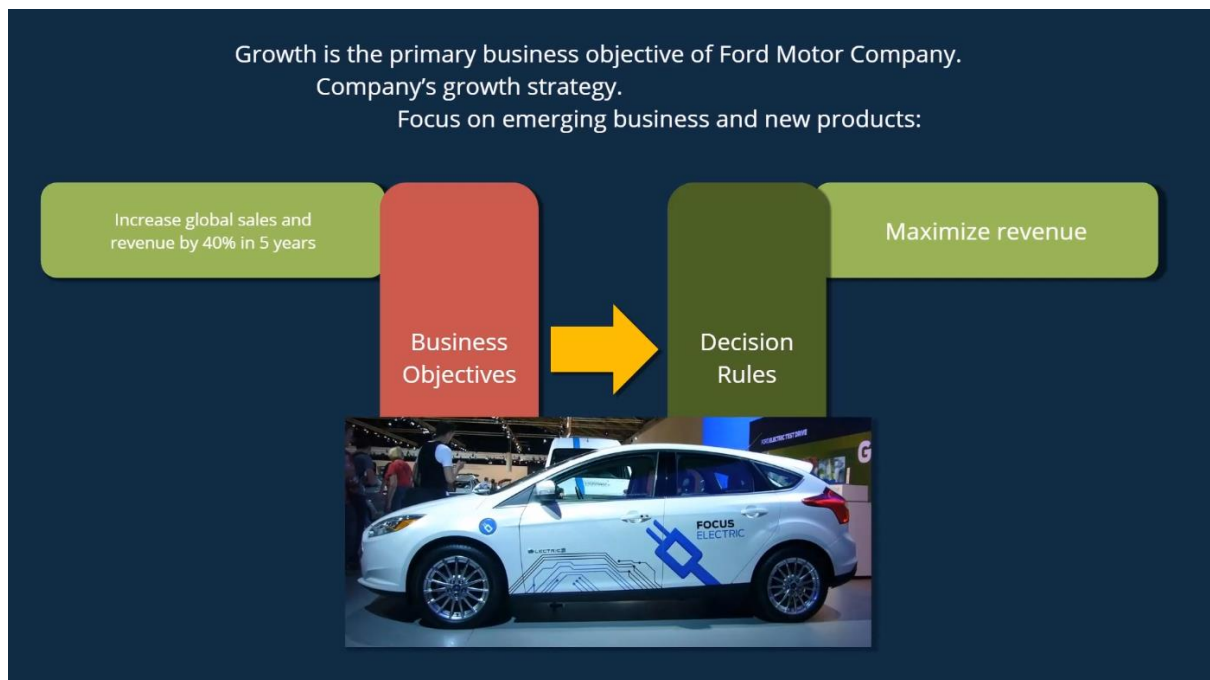 Growth is the primary business objective of Ford Motor Company.
Company's growth strategy.
Focus on emerging business and new products:
Increase global sales and
revenue by 40% in 5 years
Maximize revenue
Business
Objectives
Decision
Rules
FOCUS
ELECTRIC
G